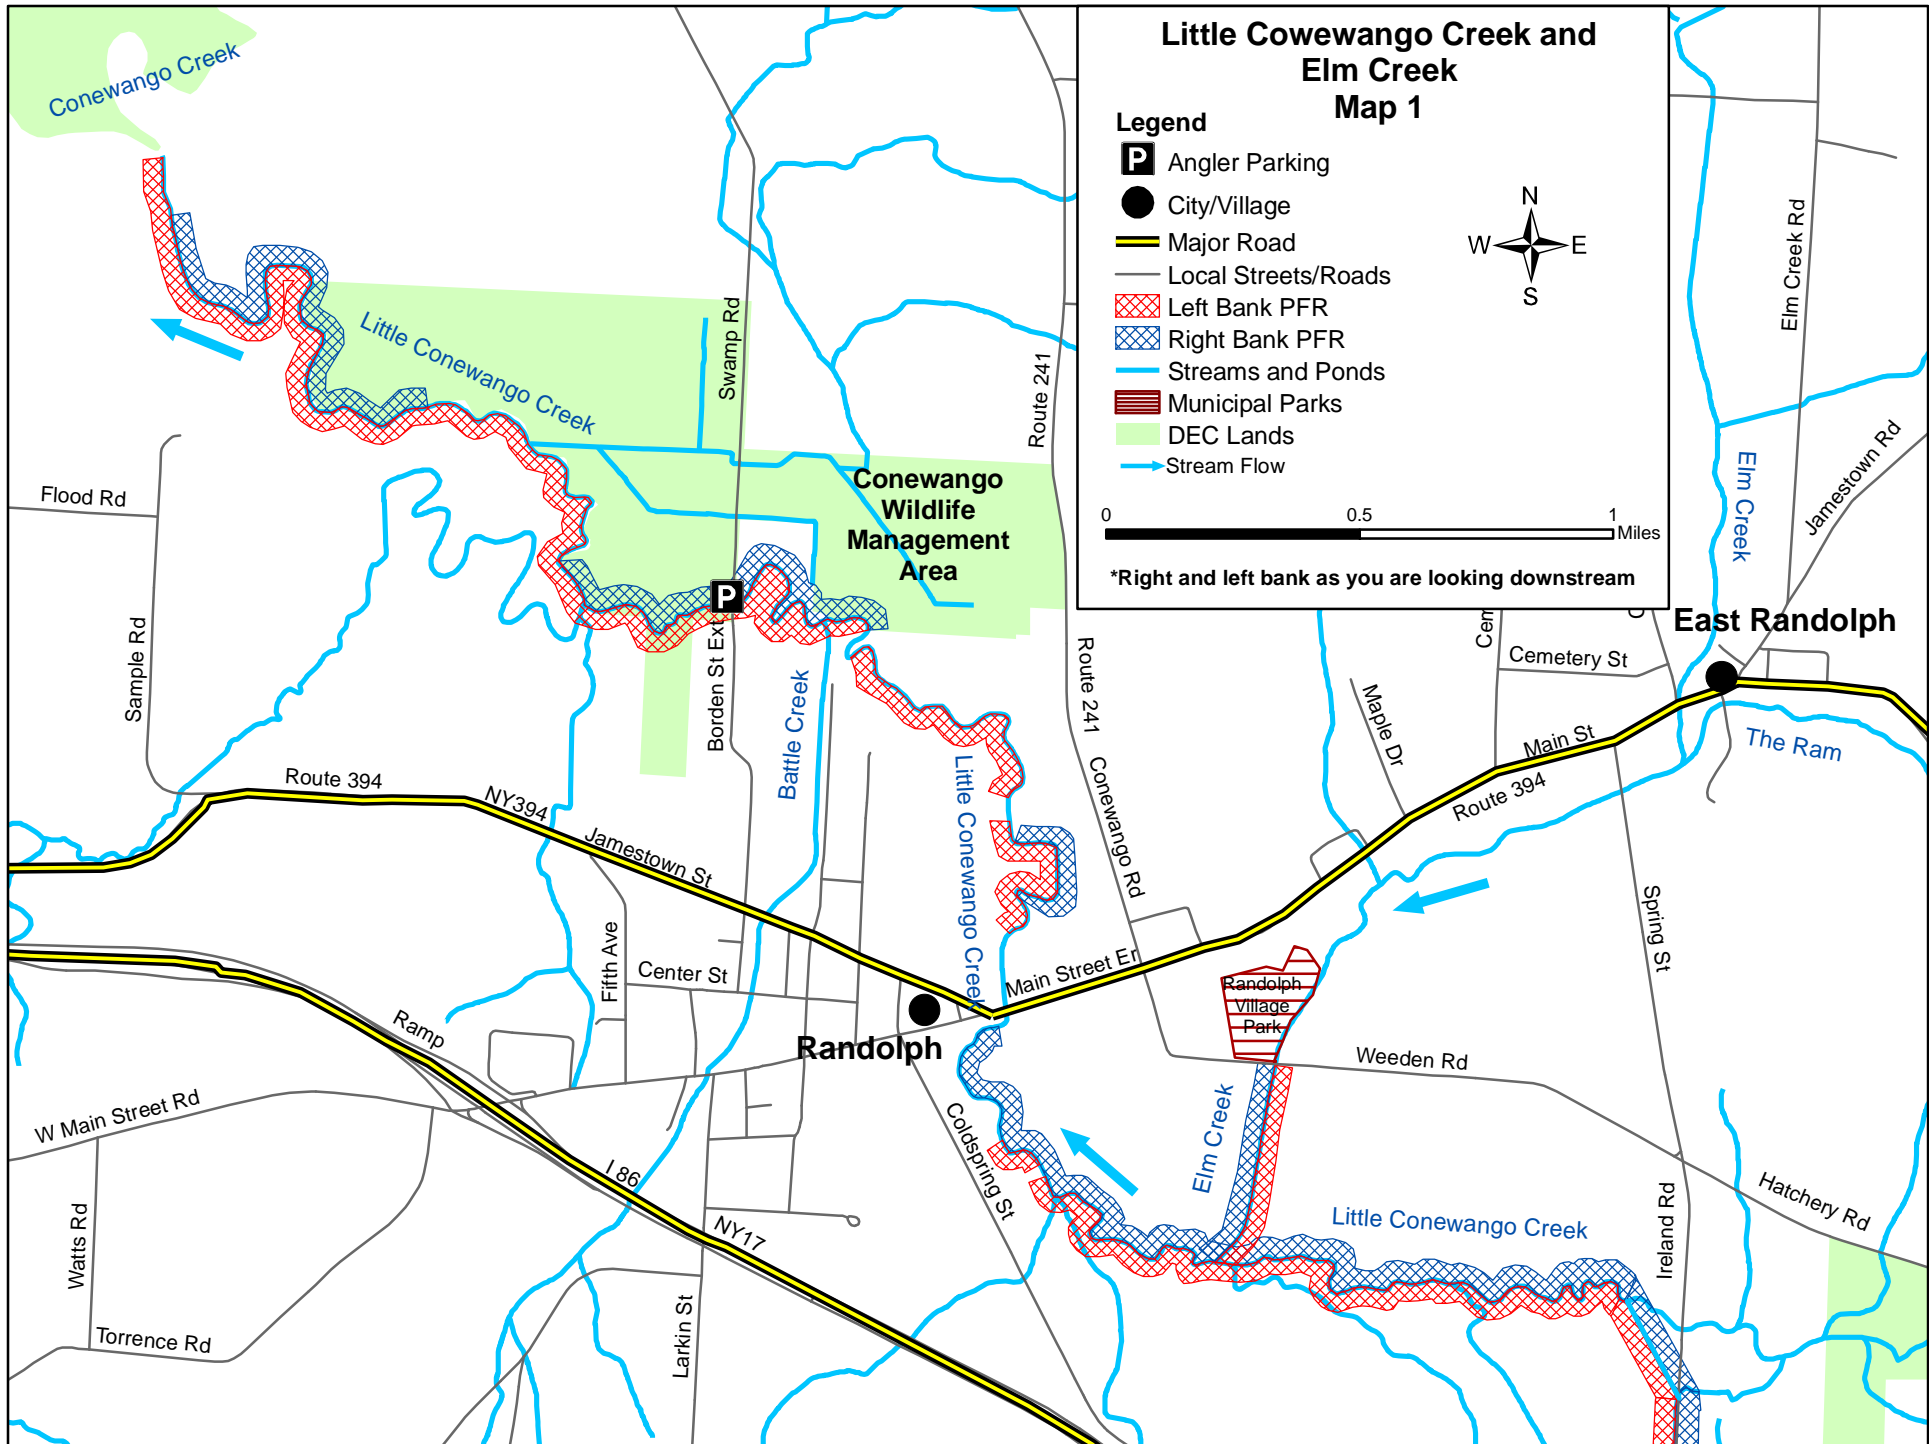 Little Cowewango Creek and
Elm Creek
Map 1
Legend
P Angler Parking
City/Village
Major Road
Local Streets/Roads
Left Bank PFR
Right Bank PFR
Streams and Ponds
Municipal Parks
DEC Lands
Stream Flow
N
W E
S
0 0.5 1
Miles
*Right and left bank as you are looking downstream
Conewango Creek
Little Conewango Creek
Swamp Rd
Route 241
Elm Creek Rd
Jamestown Rd
Elm Creek
Flood Rd
Sample Rd
Conewango
Wildlife
Management
Area
P
Borden St Ext
Battle Creek
Route 241
Cem
Cemetery St
East Randolph
Maple Dr
Main St
The Ram
Route 394
Route 394
NY394
Jamestown St
Little Conewango Creek
Conewango Rd
Spring St
Fifth Ave
Center St
Main Street Er
Randolph
Village
Park
Ramp
Randolph
Weeden Rd
W Main Street Rd
Coldspring St
Elm Creek
I 86
NY17
Watts Rd
Little Conewango Creek
Ireland Rd
Hatchery Rd
Torrence Rd
Larkin St